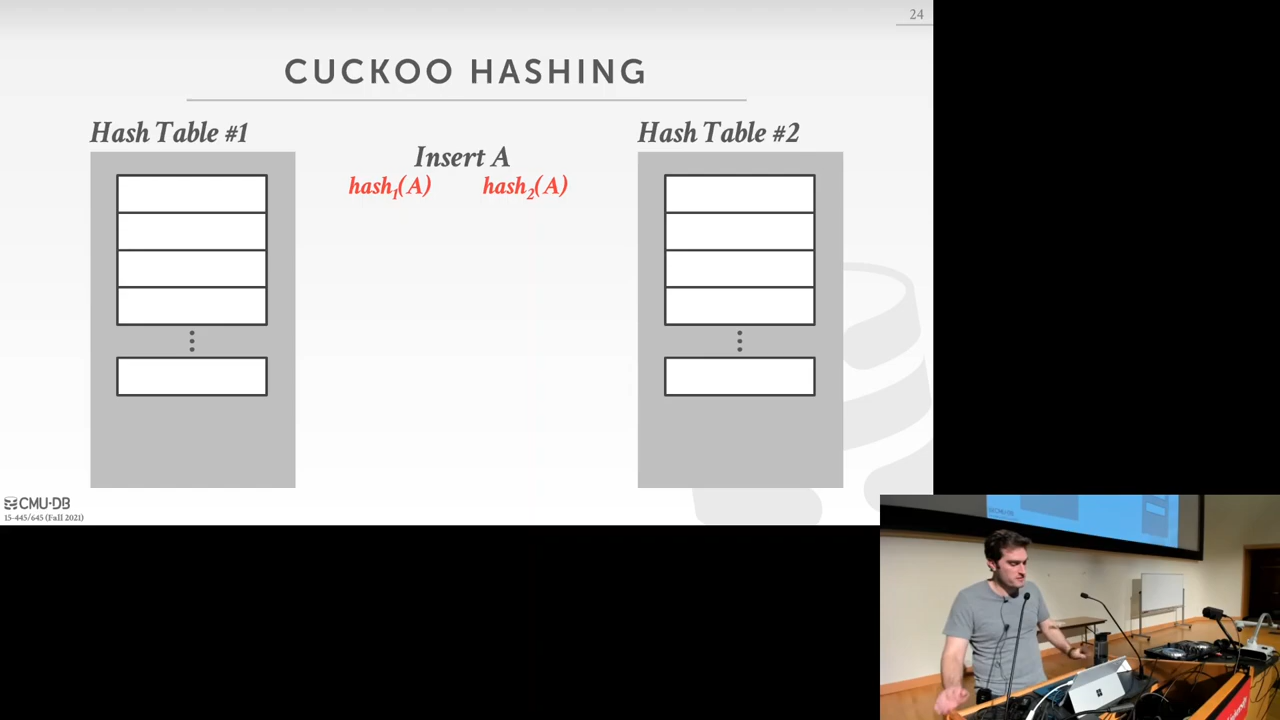 24
CUCKOO HASHING
Hash Table #1
Hash Table #2
Insert A
hash1(A) hash2(A)
CMU·DB
15-445/645 (Fall 2021)